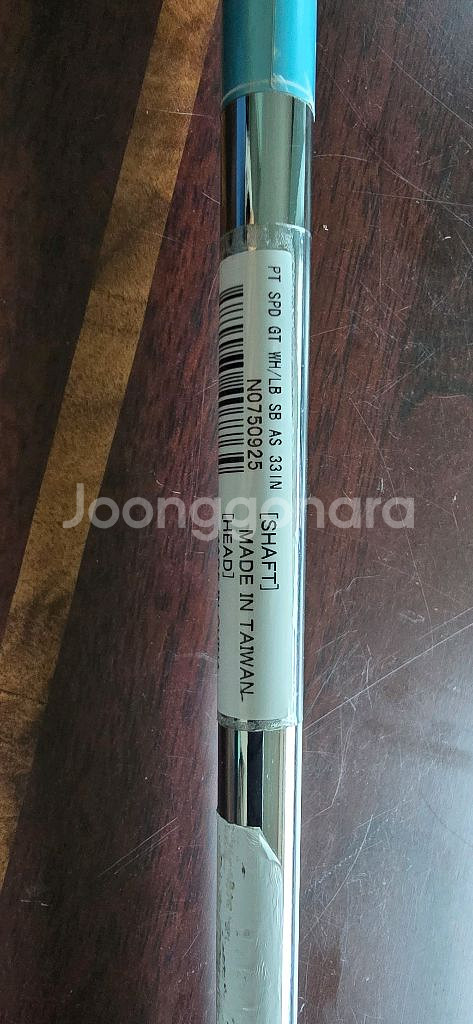 PT SPD GT WH/LB SB AS 33IN
N0750925
[SHAFT]
MADE IN TAIWAN
[HEAD]
Joonggonara